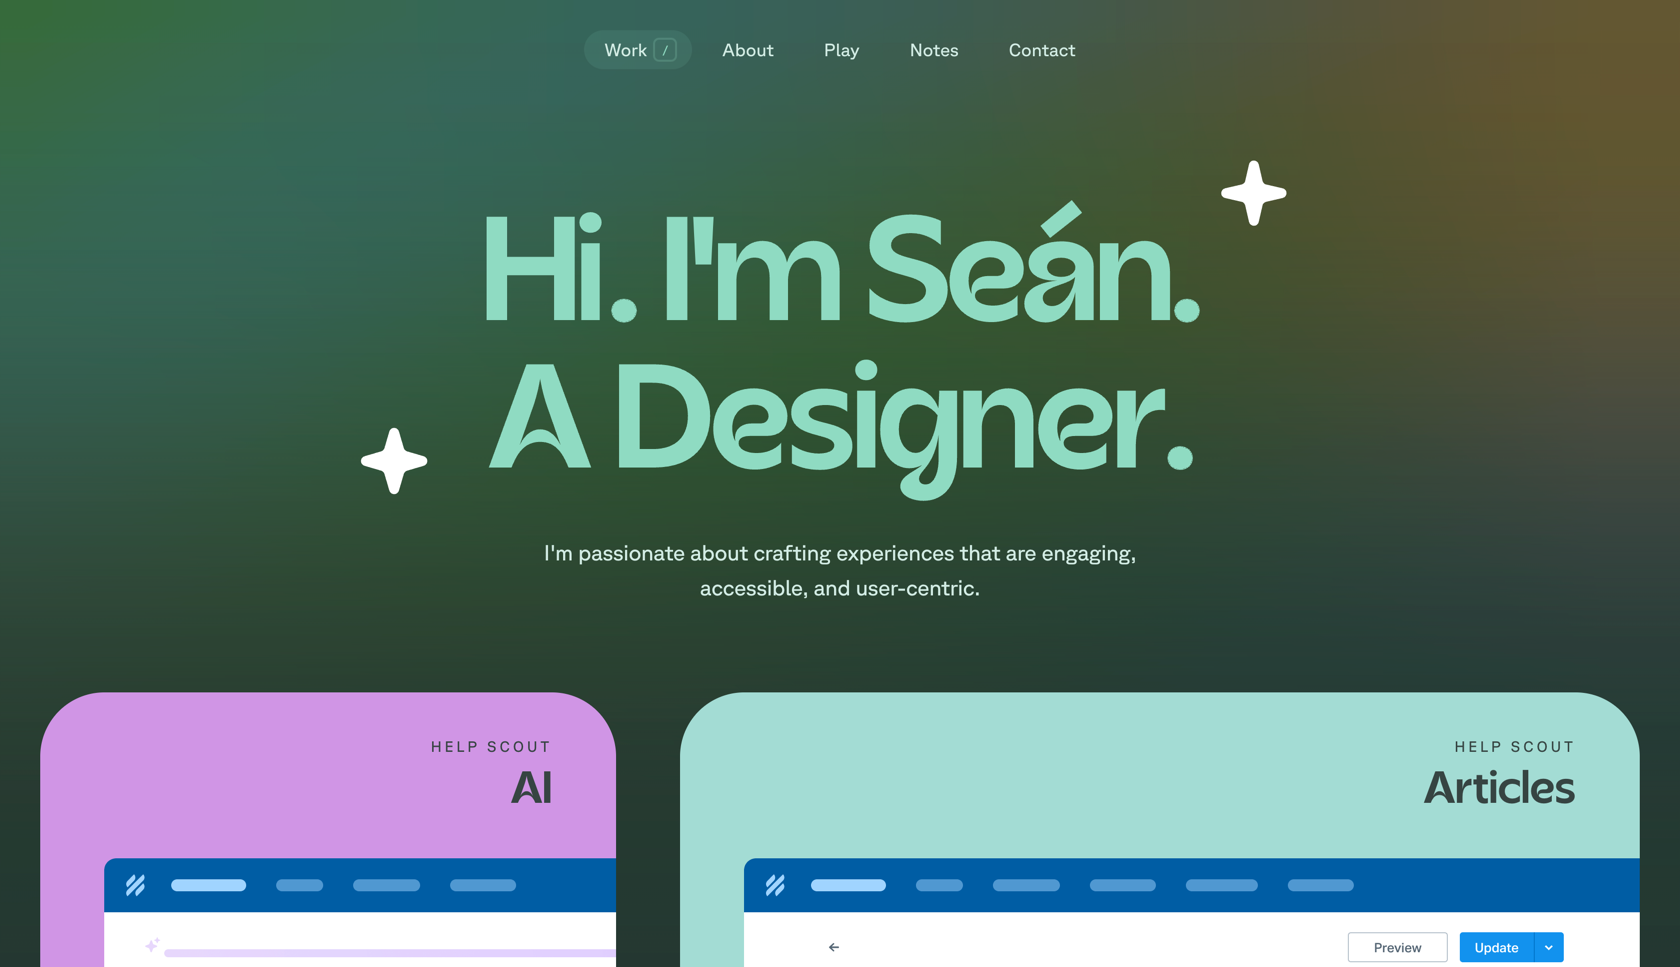 Work / About Play Notes Contact
Hi. I'm Seán.
A Designer.
I'm passionate about crafting experiences that are engaging,
accessible, and user-centric.
HELP SCOUT
AI
HELP SCOUT
Articles
Preview Update